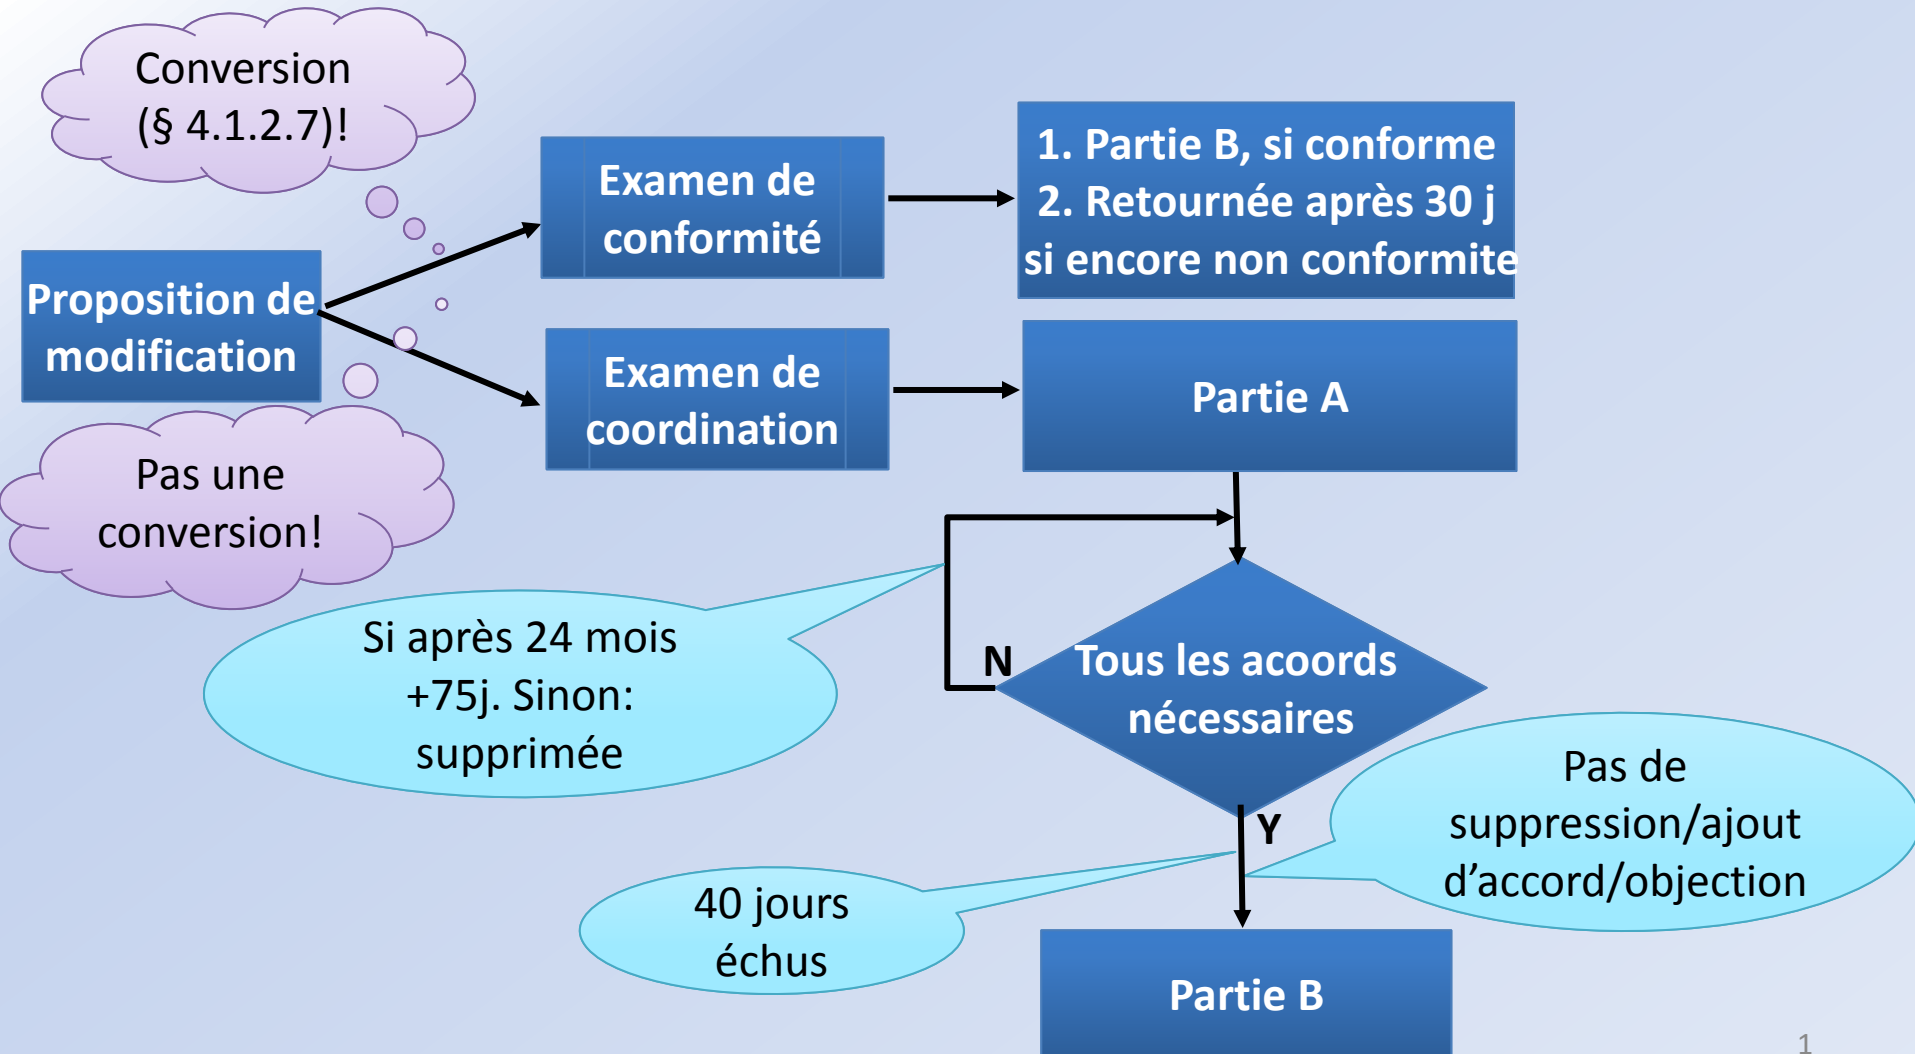 Conversion
(§ 4.1.2.7)!
Examen de
conformité
1. Partie B, si conforme
2. Retournée après 30 j
si encore non conformite
Proposition de
modification
Examen de
coordination
Partie A
Pas une
conversion!
Si après 24 mois
+75j. Sinon:
supprimée
N
Tous les acoords
nécessaires
Y
Pas de
suppression/ajout
d’accord/objection
40 jours
échus
Partie B
1